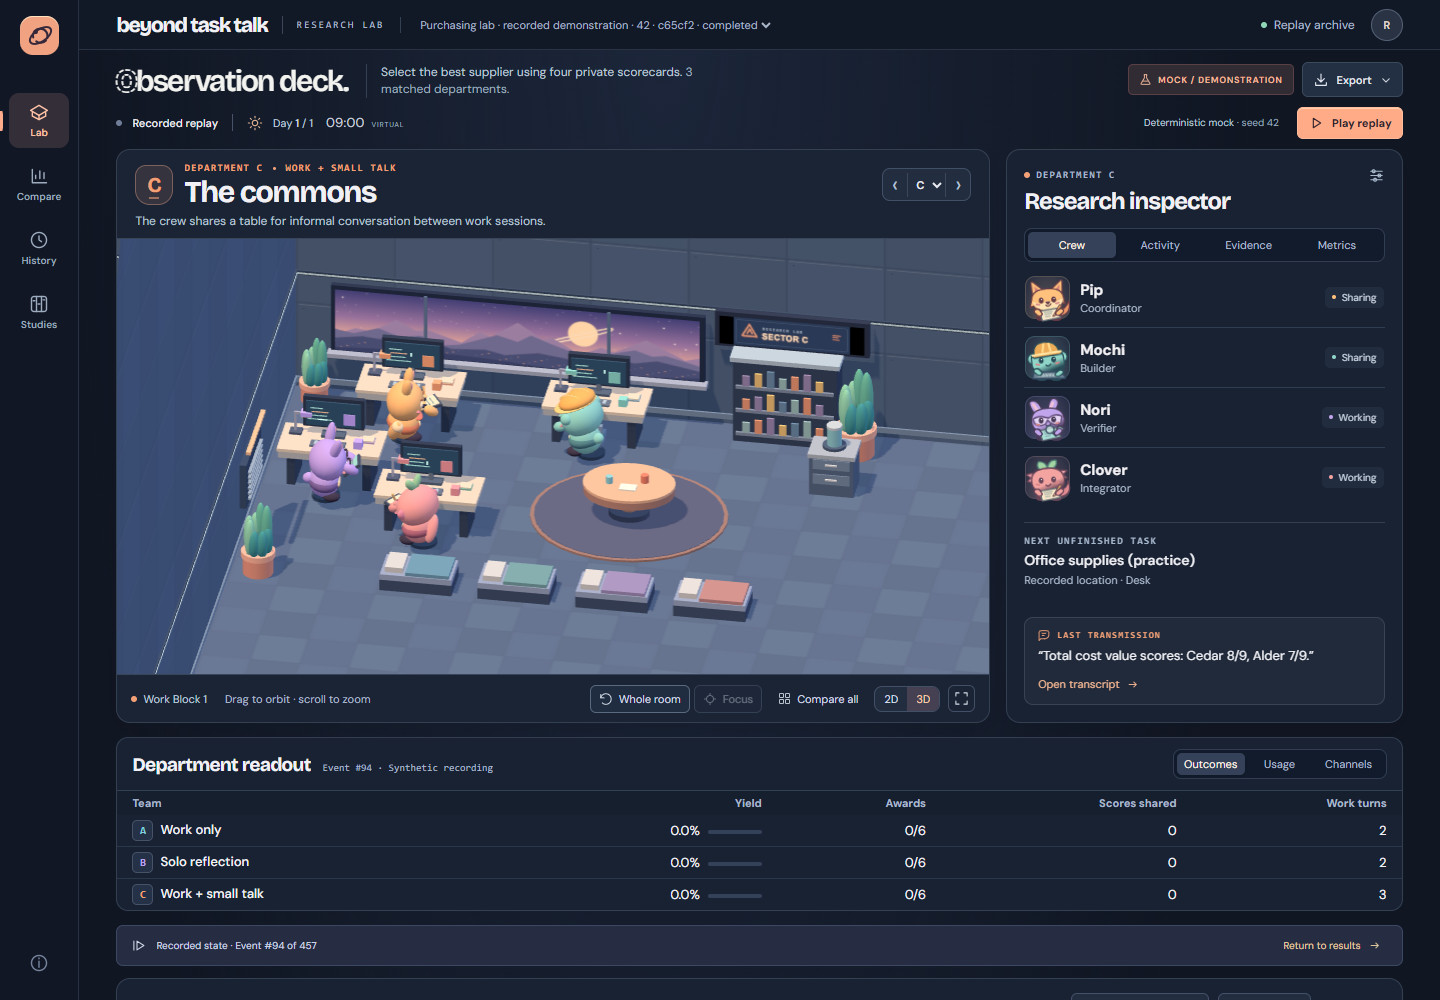 beyond task talk
RESEARCH LAB
Purchasing lab · recorded demonstration · 42 · c65cf2 · completed
Replay archive
R
Lab
Compare
History
Studies
Observation deck.
Select the best supplier using four private scorecards. 3
matched departments.
MOCK / DEMONSTRATION
Export
Recorded replay
Day 1 / 1
09:00 VIRTUAL
Deterministic mock · seed 42
Play replay
C
DEPARTMENT C • WORK + SMALL TALK
The commons
C
The crew shares a table for informal conversation between work sessions.
RESEARCH LAB
SECTOR C
Work Block 1
Drag to orbit · scroll to zoom
Whole room
Focus
Compare all
2D
3D
DEPARTMENT C
Research inspector
Crew
Activity
Evidence
Metrics
Pip
Coordinator
Sharing
Mochi
Builder
Sharing
Nori
Verifier
Working
Clover
Integrator
Working
NEXT UNFINISHED TASK
Office supplies (practice)
Recorded location · Desk
LAST TRANSMISSION
“Total cost value scores: Cedar 8/9, Alder 7/9.”
Open transcript →
Department readout
Event #94 · Synthetic recording
Outcomes
Usage
Channels
Team Yield Awards Scores shared Work turns
A Work only 0.0% 0/6 0 2
B Solo reflection 0.0% 0/6 0 2
C Work + small talk 0.0% 0/6 0 3
Recorded state · Event #94 of 457
Return to results →